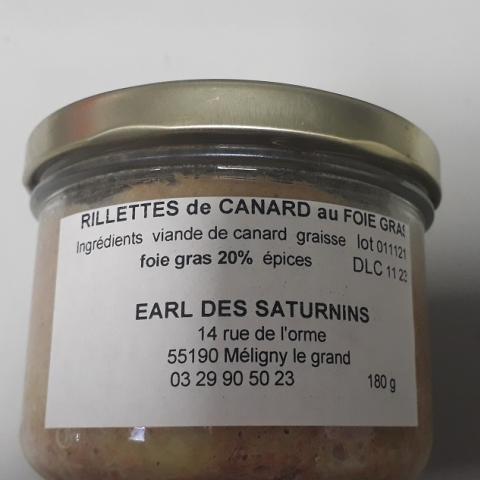 RILLETTES de CANARD au FOIE GRAS
Ingrédients viande de canard graisse lot 011121
foie gras 20% épices DLC 11 23
EARL DES SATURNINS
14 rue de l'orme
55190 Méligny le grand
03 29 90 50 23 180 g